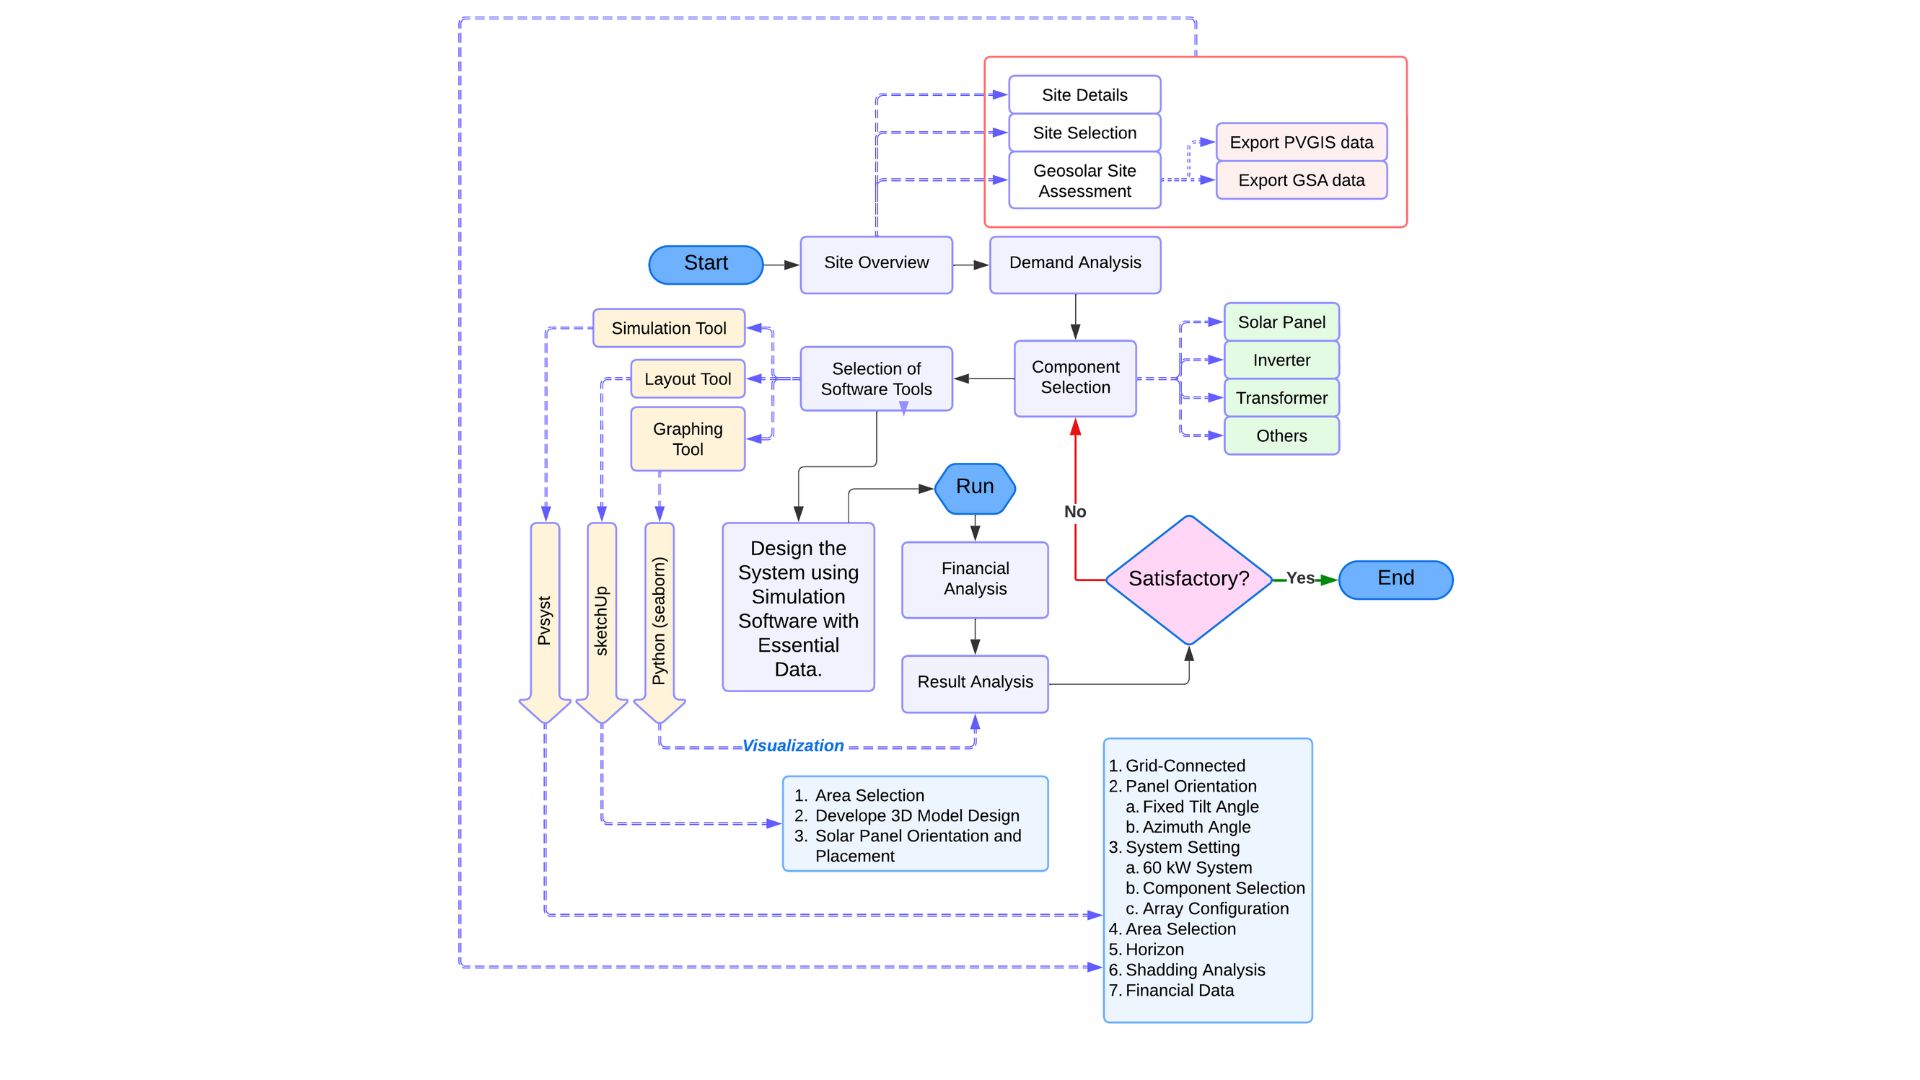 Site Details
Site Selection
Geosolar Site
Assessment
Export PVGIS data
Export GSA data
Start
Site Overview
Demand Analysis
Simulation Tool
Layout Tool
Graphing
Tool
Selection of
Software Tools
Component
Selection
Solar Panel
Inverter
Transformer
Others
Run
No
Design the
System using
Simulation
Software with
Essential
Data.
Financial
Analysis
Satisfactory?
Yes
End
Pvsyst
sketchUp
Python (seaborn)
Result Analysis
Visualization
1. Area Selection
2. Develope 3D Model Design
3. Solar Panel Orientation and
Placement
1. Grid-Connected
2. Panel Orientation
a. Fixed Tilt Angle
b. Azimuth Angle
3. System Setting
a. 60 kW System
b. Component Selection
c. Array Configuration
4. Area Selection
5. Horizon
6. Shadding Analysis
7. Financial Data